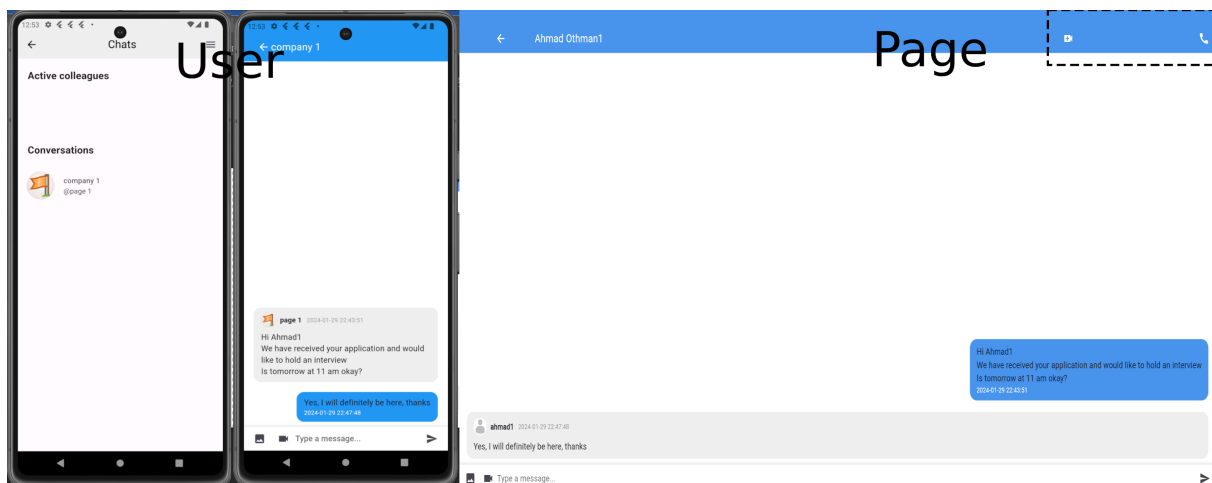 12:53
Chats
Active colleagues
Conversations
company 1
@page 1
User
12:53
company 1
page 1 2024-01-29 22:43:51
Hi Ahmad1
We have received your application and would
like to hold an interview
Is tomorrow at 11 am okay?
Yes, I will definitely be here, thanks
2024-01-29 22:47:48
Type a message...
Ahmad Othman1
Page
Hi Ahmad1
We have received your application and would like to hold an interview
Is tomorrow at 11 am okay?
2024-01-29 22:43:51
ahmad1 2024-01-29 22:47:48
Yes, I will definitely be here, thanks
Type a message...